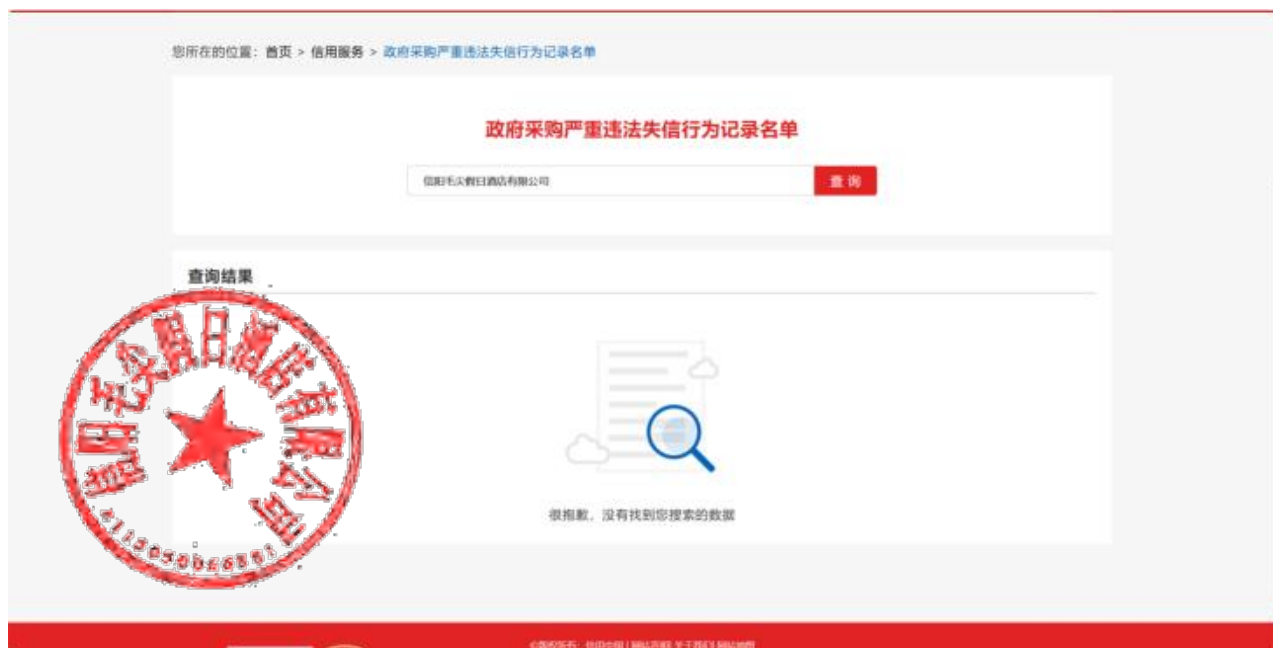 您所在的位置：首页 > 信用服务 > 政府采购严重违法失信行为记录名单
政府采购严重违法失信行为记录名单
信阳毛尖假日酒店有限公司
查询
查询结果
信阳毛尖假日酒店有限公司
很抱歉，没有找到您搜索的数据